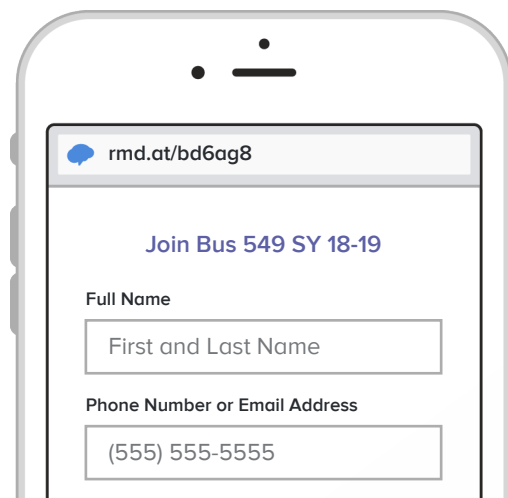 rmd.at/bd6ag8
Join Bus 549 SY 18-19
Full Name
First and Last Name
Phone Number or Email Address
(555) 555-5555